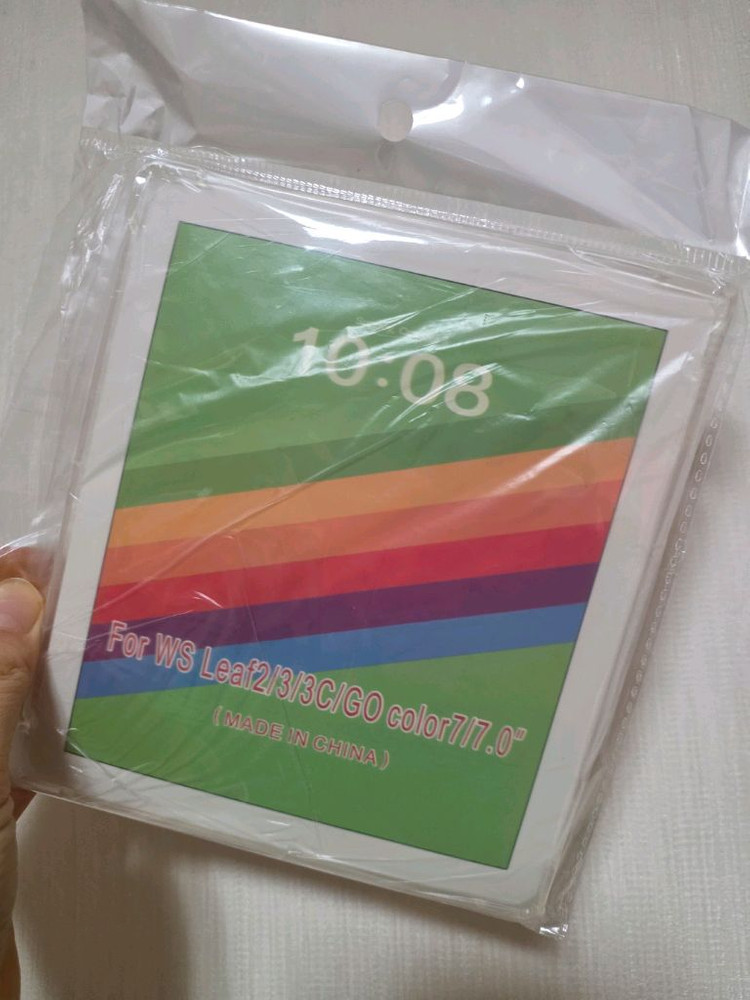 10:08
For WS Leaf2/3/3C/GO color7/7.0"
(MADE IN CHINA)